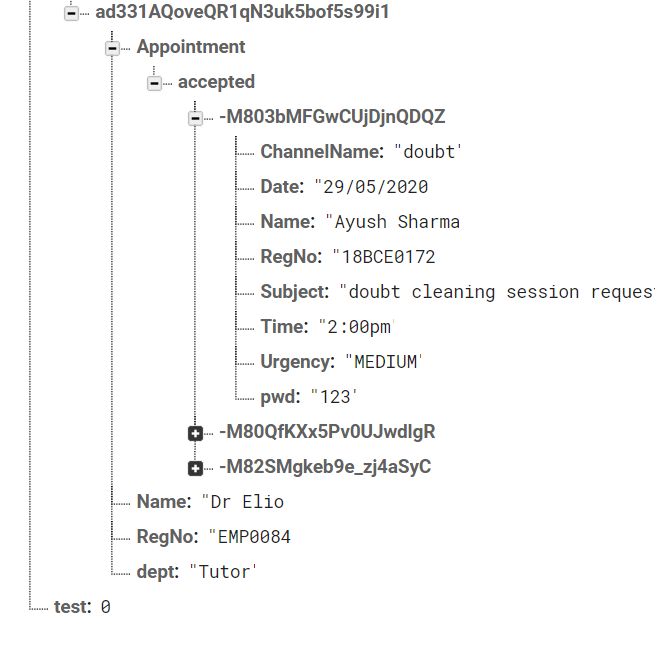 ad331AQoveQR1qN3uk5bof5s99i1
Appointment
accepted
-M803bMFGwCUjDjnQDQZ
ChannelName: "doubt"
Date: "29/05/2020
Name: "Ayush Sharma
RegNo: "18BCE0172
Subject: "doubt cleaning session reques
Time: "2:00pm"
Urgency: "MEDIUM"
pwd: "123"
-M80QfKXx5Pv0UJwdlgR
-M82SMgkeb9e_zj4aSyC
Name: "Dr Elio
RegNo: "EMP0084
dept: "Tutor"
test: 0